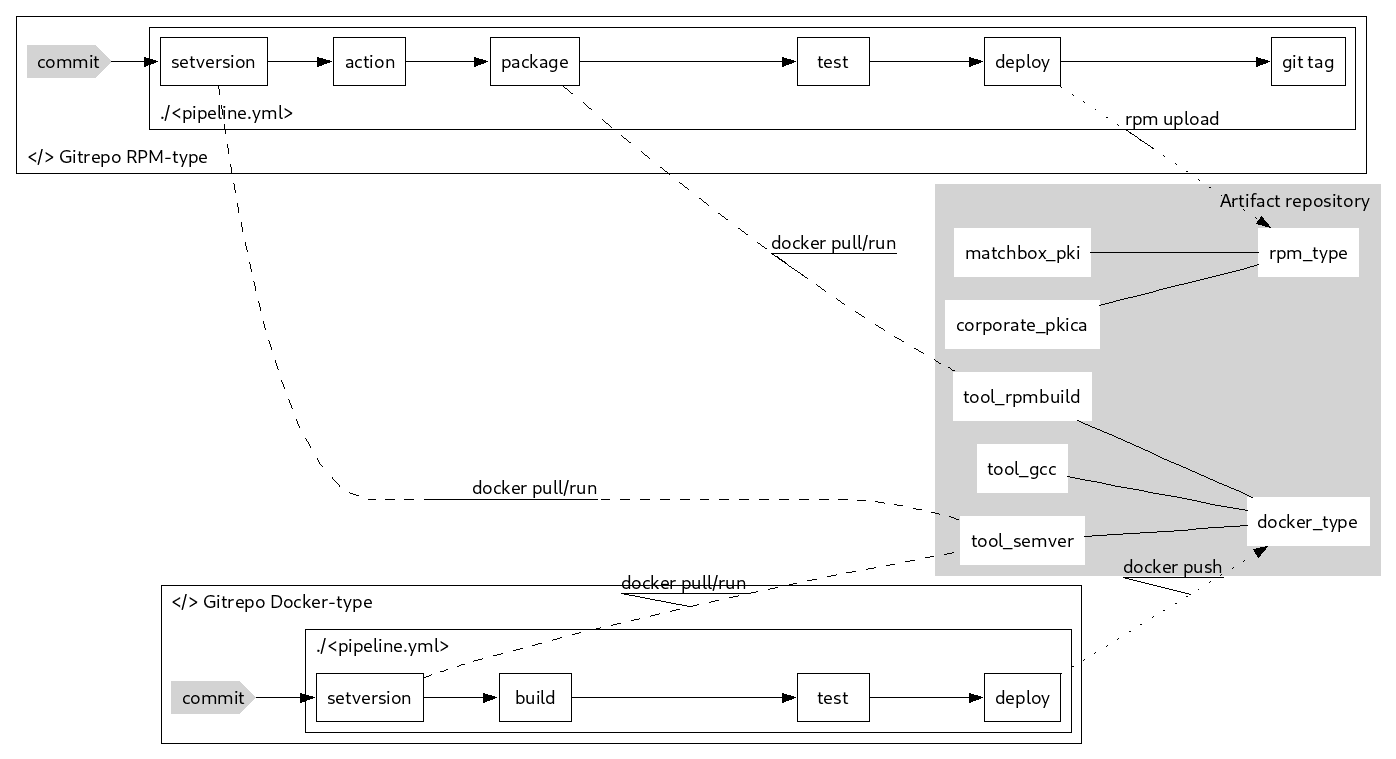 commit
setversion
action
package
test
deploy
git tag
./<pipeline.yml>
rpm upload
</> Gitrepo RPM-type
Artifact repository
docker pull/run
matchbox_pki
rpm_type
corporate_pkica
tool_rpmbuild
tool_gcc
docker pull/run
docker_type
tool_semver
docker push
docker pull/run
</> Gitrepo Docker-type
./<pipeline.yml>
commit
setversion
build
test
deploy